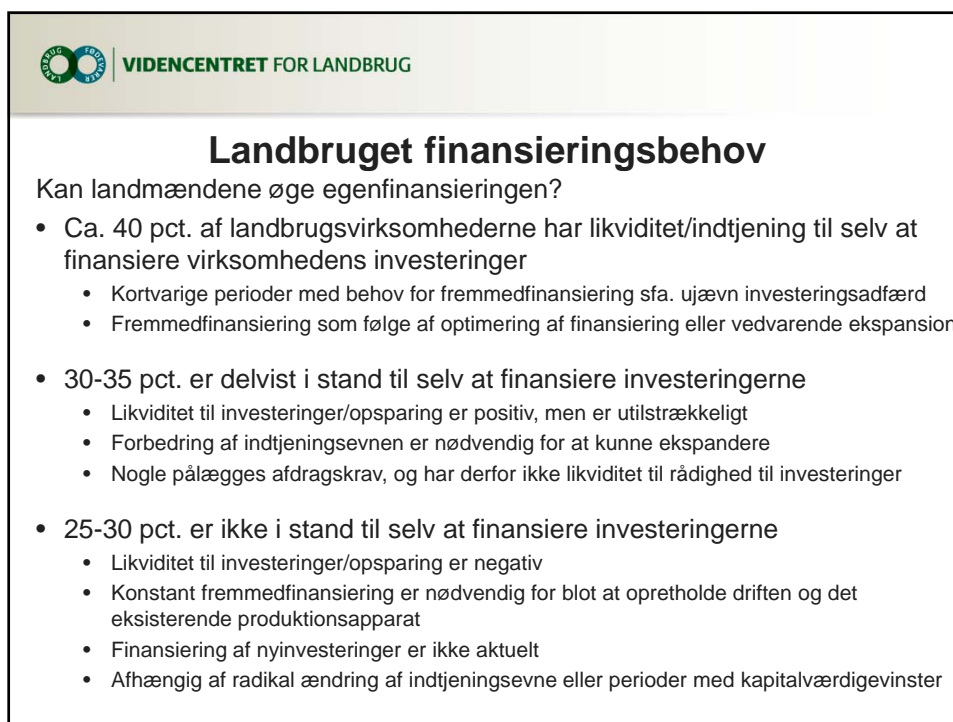 LANDBRUG FØDEVARER
VIDENCENTRET FOR LANDBRUG
Landbruget finansieringsbehov
Kan landmændene øge egenfinansieringen?
• Ca. 40 pct. af landbrugsvirksomhederne har likviditet/indtjening til selv at
finansiere virksomhedens investeringer
• Kortvarige perioder med behov for fremmedfinansiering sfa. ujævn investeringsadfærd
• Fremmedfinansiering som følge af optimering af finansiering eller vedvarende ekspansion
• 30-35 pct. er delvist i stand til selv at finansiere investeringerne
• Likviditet til investeringer/opsparing er positiv, men er utilstrækkeligt
• Forbedring af indtjeningsevnen er nødvendig for at kunne ekspandere
• Nogle pålægges afdragskrav, og har derfor ikke likviditet til rådighed til investeringer
• 25-30 pct. er ikke i stand til selv at finansiere investeringerne
• Likviditet til investeringer/opsparing er negativ
• Konstant fremmedfinansiering er nødvendig for blot at opretholde driften og det
eksisterende produktionsapparat
• Finansiering af nyinvesteringer er ikke aktuelt
• Afhængig af radikal ændring af indtjeningsevne eller perioder med kapitalværdigevinster